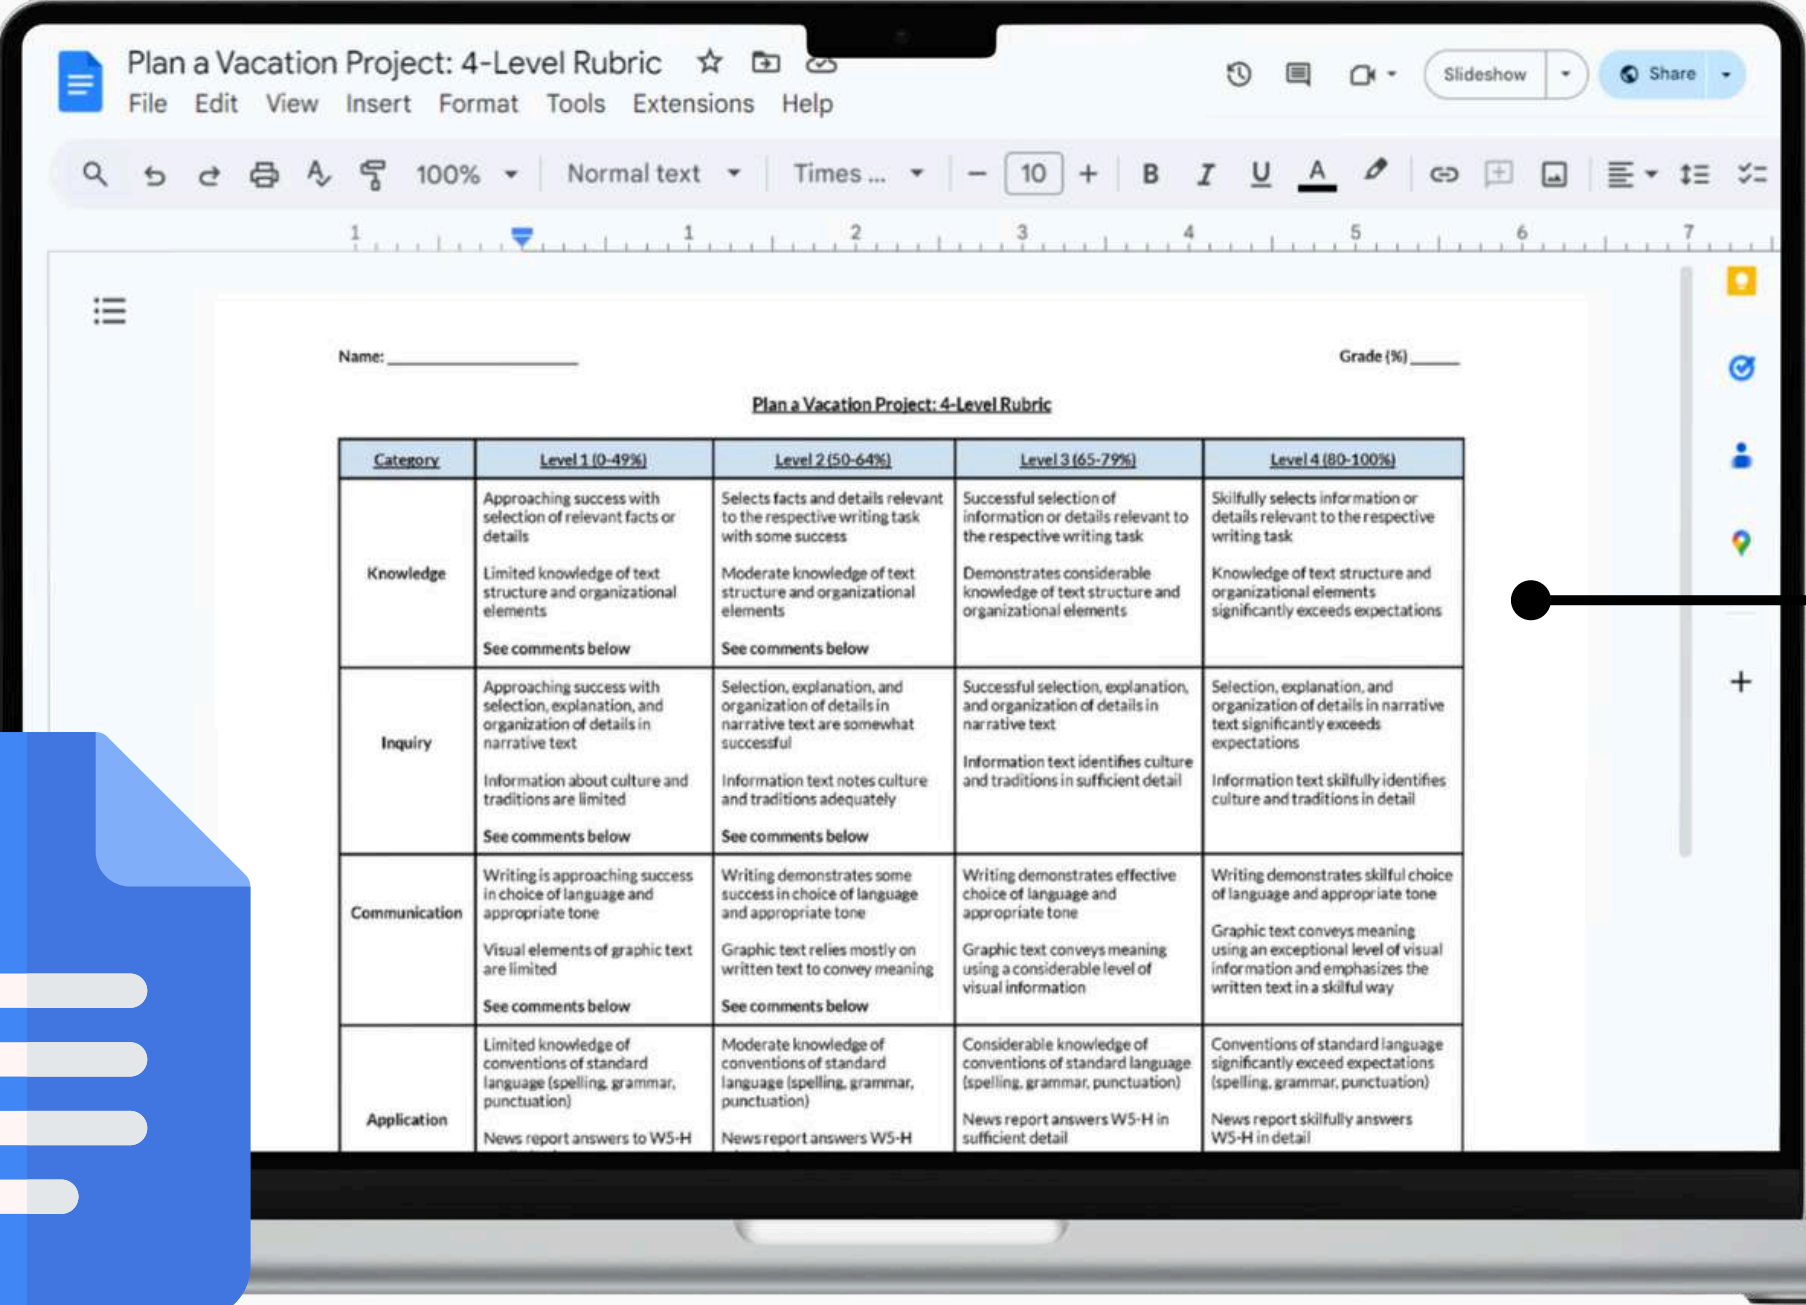 Plan a Vacation Project: 4-Level Rubric
File Edit View Insert Format Tools Extensions Help
Slideshow
Share
100% Normal text Times ... 10 B I U A
1 1 2 3 4 5 6 7
Name:
Grade (%)
Plan a Vacation Project: 4-Level Rubric
Category
Level 1 (0-49%)
Level 2 (50-64%)
Level 3 (65-79%)
Level 4 (80-100%)
Knowledge
Approaching success with
selection of relevant facts or
details
Limited knowledge of text
structure and organizational
elements
See comments below
Selects facts and details relevant
to the respective writing task
with some success
Moderate knowledge of text
structure and organizational
elements
See comments below
Successful selection of
information or details relevant to
the respective writing task
Demonstrates considerable
knowledge of text structure and
organizational elements
Skilfully selects information or
details relevant to the respective
writing task
Knowledge of text structure and
organizational elements
significantly exceeds expectations
Inquiry
Approaching success with
selection, explanation, and
organization of details in
narrative text
Information about culture and
traditions are limited
See comments below
Selection, explanation, and
organization of details in
narrative text are somewhat
successful
Information text notes culture
and traditions adequately
See comments below
Successful selection, explanation,
and organization of details in
narrative text
Information text identifies culture
and traditions in sufficient detail
Selection, explanation, and
organization of details in narrative
text significantly exceeds
expectations
Information text skilfully identifies
culture and traditions in detail
Communication
Writing is approaching success
in choice of language and
appropriate tone
Visual elements of graphic text
are limited
See comments below
Writing demonstrates some
success in choice of language
and appropriate tone
Graphic text relies mostly on
written text to convey meaning
See comments below
Writing demonstrates effective
choice of language and
appropriate tone
Graphic text conveys meaning
using a considerable level of
visual information
Writing demonstrates skilful choice
of language and appropriate tone
Graphic text conveys meaning
using an exceptional level of visual
information and emphasizes the
written text in a skilful way
Application
Limited knowledge of
conventions of standard
language (spelling, grammar,
punctuation)
News report answers to W5-H
Moderate knowledge of
conventions of standard
language (spelling, grammar,
punctuation)
News report answers W5-H
Considerable knowledge of
conventions of standard language
(spelling, grammar, punctuation)
News report answers W5-H in
sufficient detail
Conventions of standard language
significantly exceed expectations
(spelling, grammar, punctuation)
News report skilfully answers
W5-H in detail